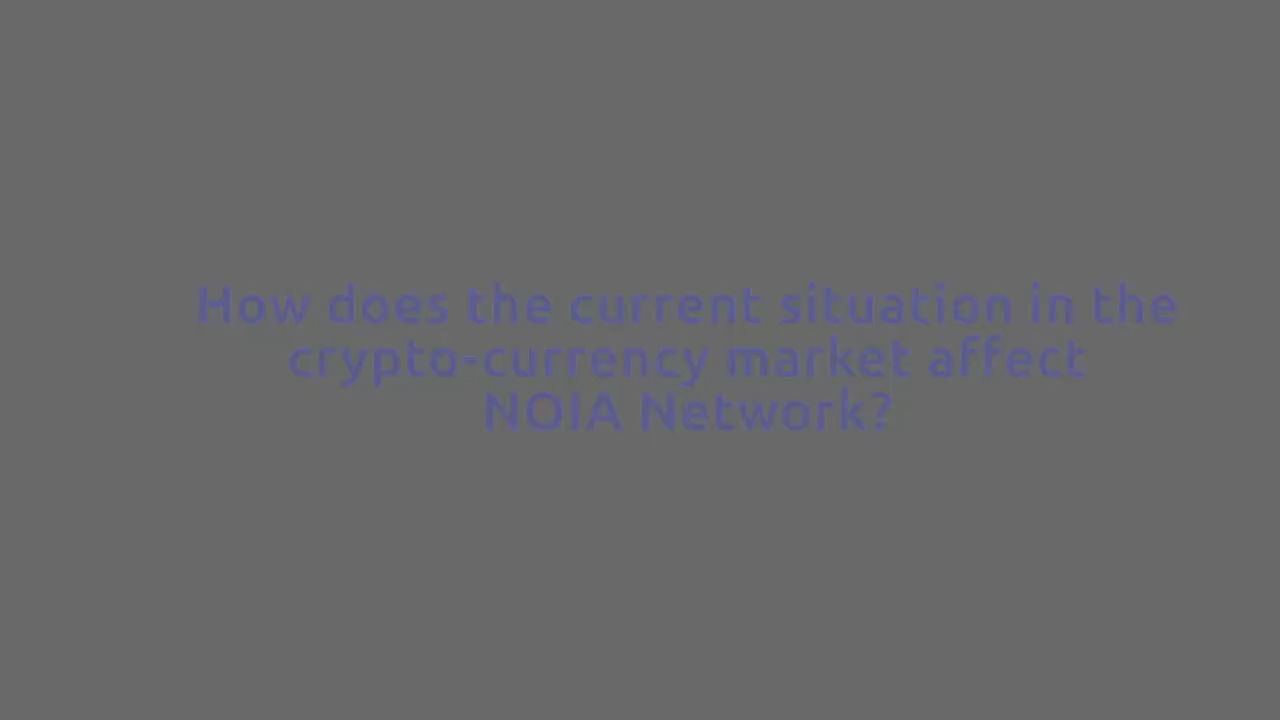 How does the current situation in the
crypto-currency market affect
NOIA Network?